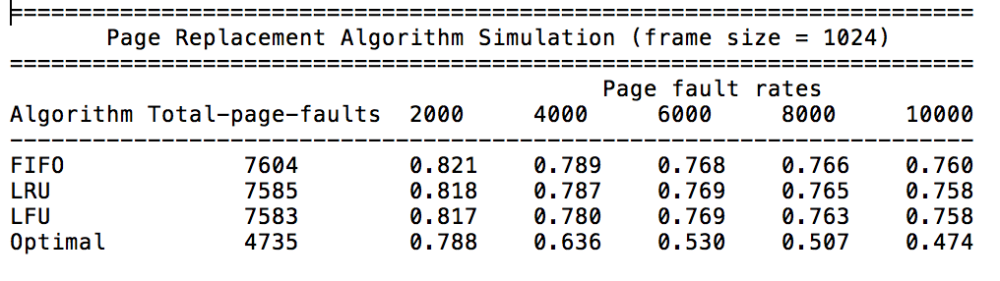 ======================================================================
Page Replacement Algorithm Simulation (frame size = 1024)
======================================================================
Page fault rates
Algorithm Total-page-faults 2000 4000 6000 8000 10000
----------------------------------------------------------------------
FIFO 7604 0.821 0.789 0.768 0.766 0.760
LRU 7585 0.818 0.787 0.769 0.765 0.758
LFU 7583 0.817 0.780 0.769 0.763 0.758
Optimal 4735 0.788 0.636 0.530 0.507 0.474